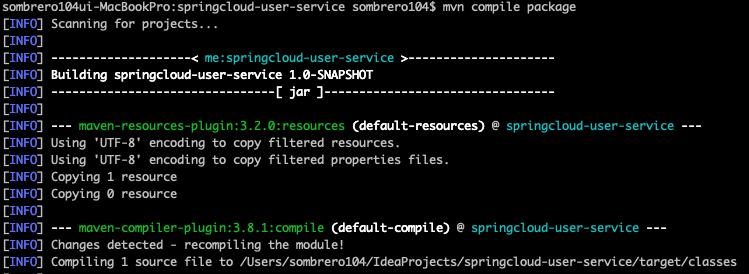 sombrero104ui-MacBookPro:springcloud-user-service sombrero104$ mvn compile package
[INFO] Scanning for projects...
[INFO]
[INFO] -------------------< me:springcloud-user-service >---------------------
[INFO] Building springcloud-user-service 1.0-SNAPSHOT
[INFO] --------------------------------[ jar ]---------------------------------
[INFO]
[INFO] --- maven-resources-plugin:3.2.0:resources (default-resources) @ springcloud-user-service ---
[INFO] Using 'UTF-8' encoding to copy filtered resources.
[INFO] Using 'UTF-8' encoding to copy filtered properties files.
[INFO] Copying 1 resource
[INFO] Copying 0 resource
[INFO]
[INFO] --- maven-compiler-plugin:3.8.1:compile (default-compile) @ springcloud-user-service ---
[INFO] Changes detected - recompiling the module!
[INFO] Compiling 1 source file to /Users/sombrero104/IdeaProjects/springcloud-user-service/target/classes